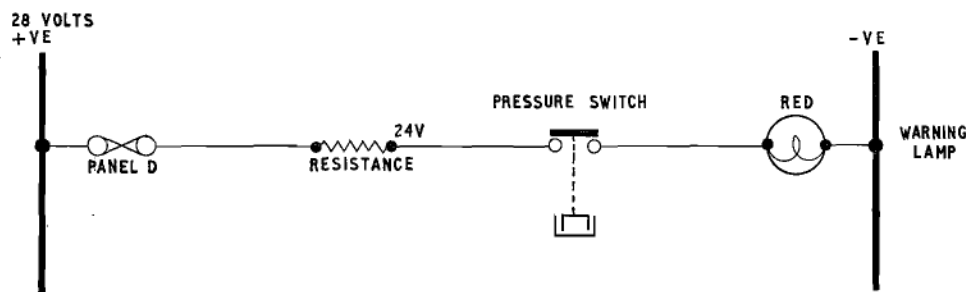 28 VOLTS
+VE
-VE
PRESSURE SWITCH
RED
24V
WARNING
LAMP
PANEL D
RESISTANCE